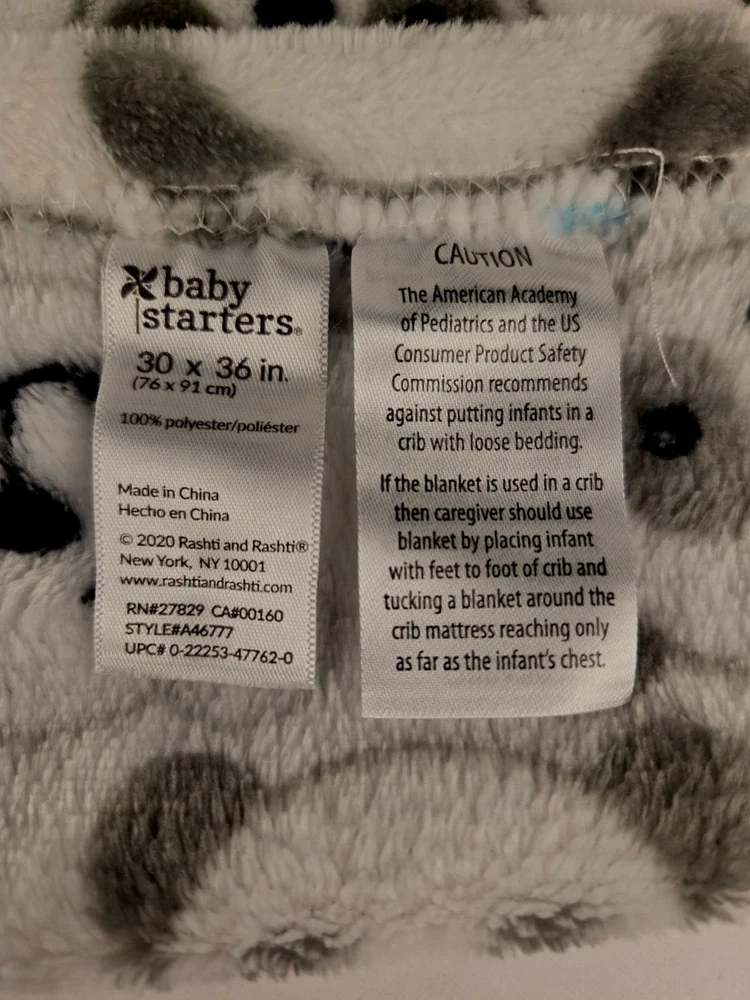 baby
starters®
30 x 36 in.
(76 x 91 cm)
100% polyester/poliéster
Made in China
Hecho en China
© 2020 Rashti and Rashti®
New York, NY 10001
www.rashtiandrashti.com
RN#27829 CA#00160
STYLE#A46777
UPC# 0-22253-47762-0
CAUTION
The American Academy
of Pediatrics and the US
Consumer Product Safety
Commission recommends
against putting infants in a
crib with loose bedding.
If the blanket is used in a crib
then caregiver should use
blanket by placing infant
with feet to foot of crib and
tucking a blanket around the
crib mattress reaching only
as far as the infant's chest.